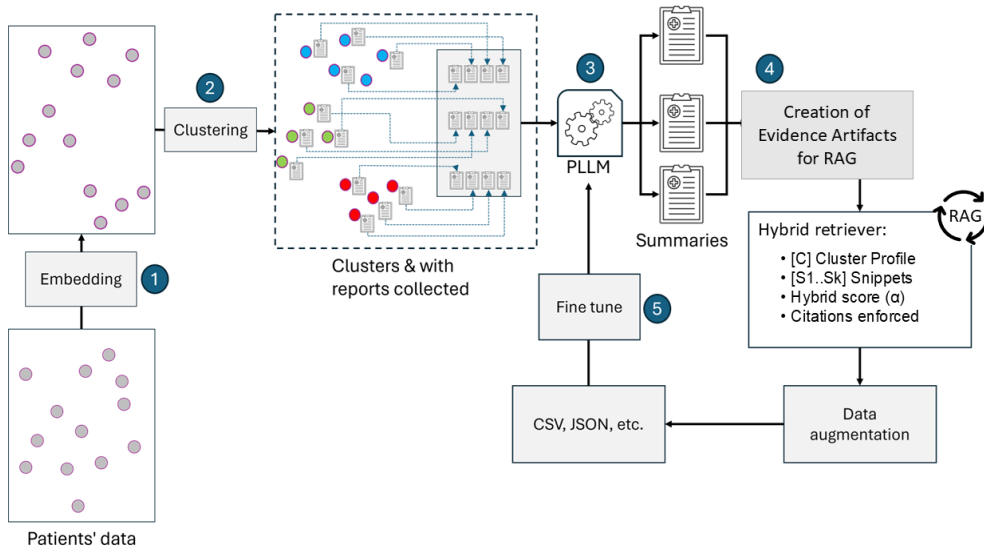 1
Embedding
Patients' data
2
Clustering
Clusters & with
reports collected
3
PLLM
Summaries
4
Creation of
Evidence Artifacts
for RAG
RAG
Hybrid retriever:
• [C] Cluster Profile
• [S1..Sk] Snippets
• Hybrid score (α)
• Citations enforced
Data
augmentation
CSV, JSON, etc.
Fine tune
5